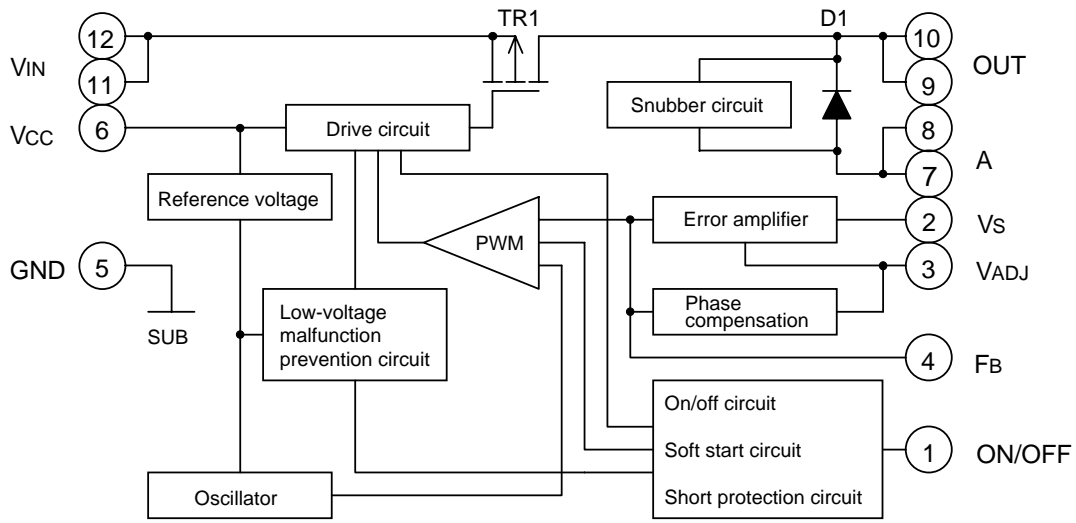 TR1
D1
12
10
VIN
11
OUT
9
Snubber circuit
VCC
6
Drive circuit
8
A
7
Reference voltage
PWM
Error amplifier
2
VS
GND
5
3
VADJ
SUB
Low-voltage
malfunction
prevention circuit
Phase
compensation
4
FB
On/off circuit
Soft start circuit
1
ON/OFF
Oscillator
Short protection circuit